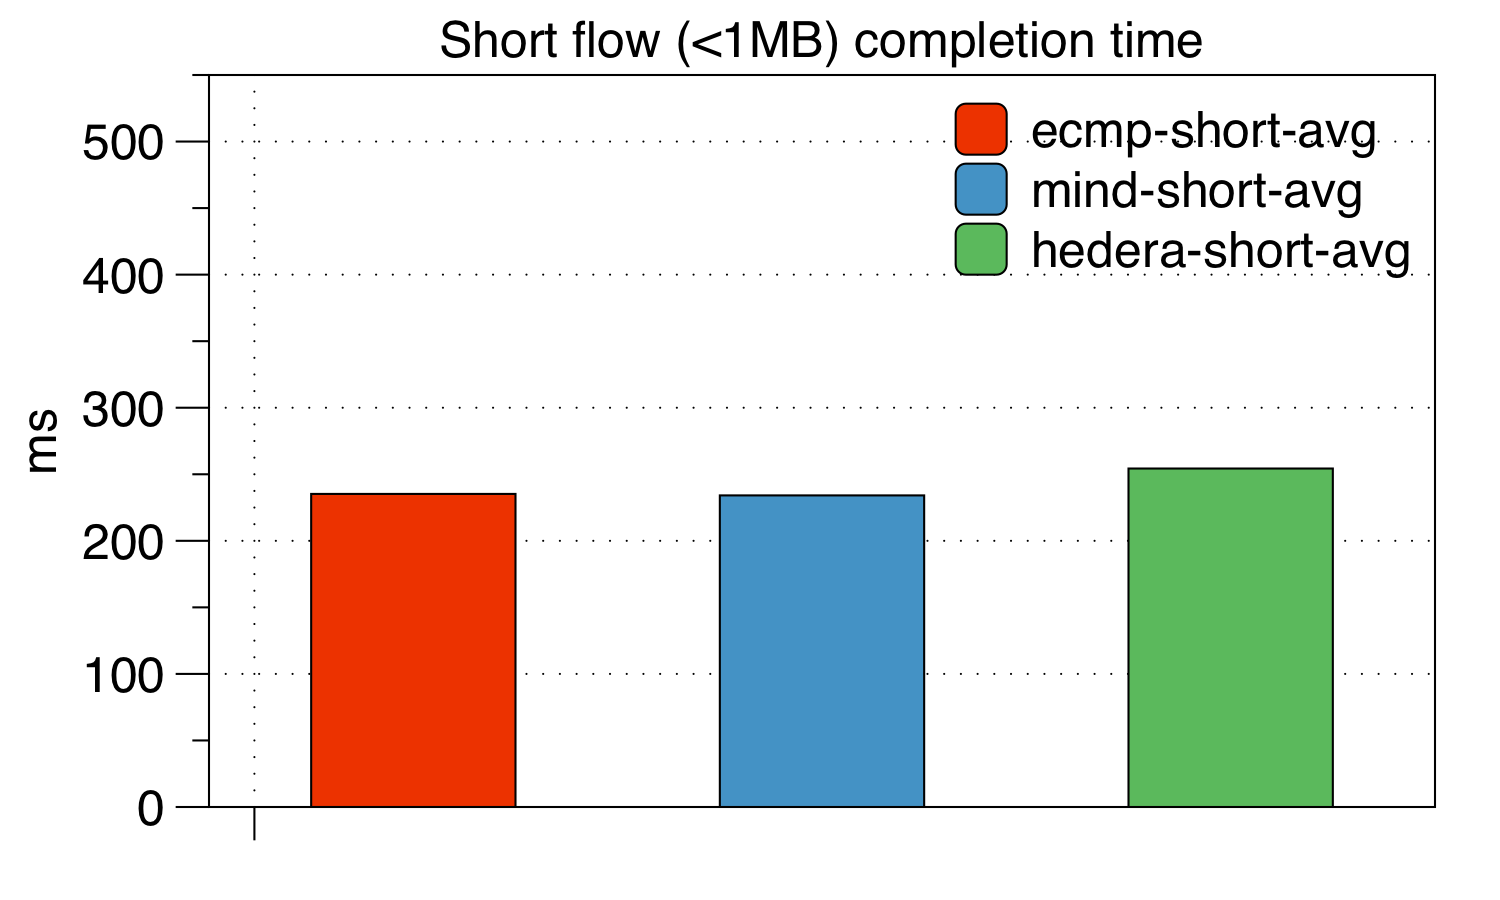 Short flow (<1MB) completion time
ecmp-short-avg
mind-short-avg
hedera-short-avg
500
400
300
200
100
0
ms